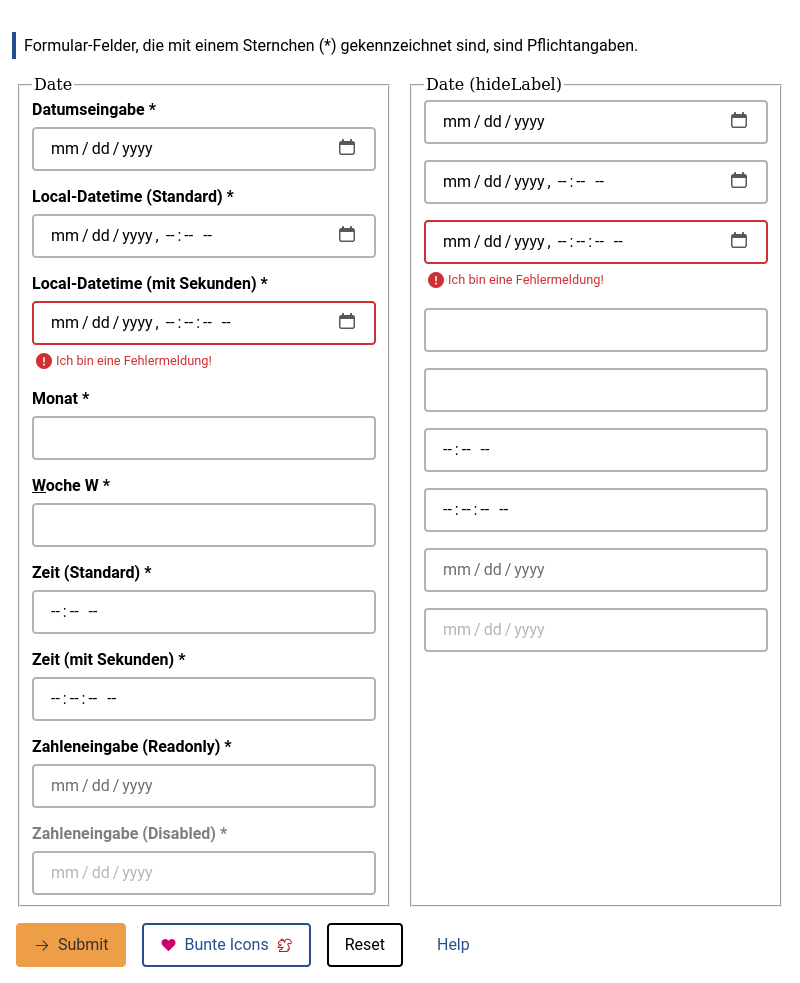 Formular-Felder, die mit einem Sternchen (*) gekennzeichnet sind, sind Pflichtangaben.
Date
Datumseingabe *
mm/dd/yyyy
Local-Datetime (Standard) *
mm/dd/yyyy, --:-- --
Local-Datetime (mit Sekunden) *
mm/dd/yyyy, --:--:-- --
Ich bin eine Fehlermeldung!
Monat *
Woche W *
Zeit (Standard) *
--:-- --
Zeit (mit Sekunden) *
--:--:-- --
Zahleneingabe (Readonly) *
mm/dd/yyyy
Zahleneingabe (Disabled) *
mm/dd/yyyy
Date (hideLabel)
mm/dd/yyyy
mm/dd/yyyy, --:-- --
mm/dd/yyyy, --:--:-- --
Ich bin eine Fehlermeldung!
--:-- --
--:--:-- --
mm/dd/yyyy
mm/dd/yyyy
Submit Bunte Icons Reset Help